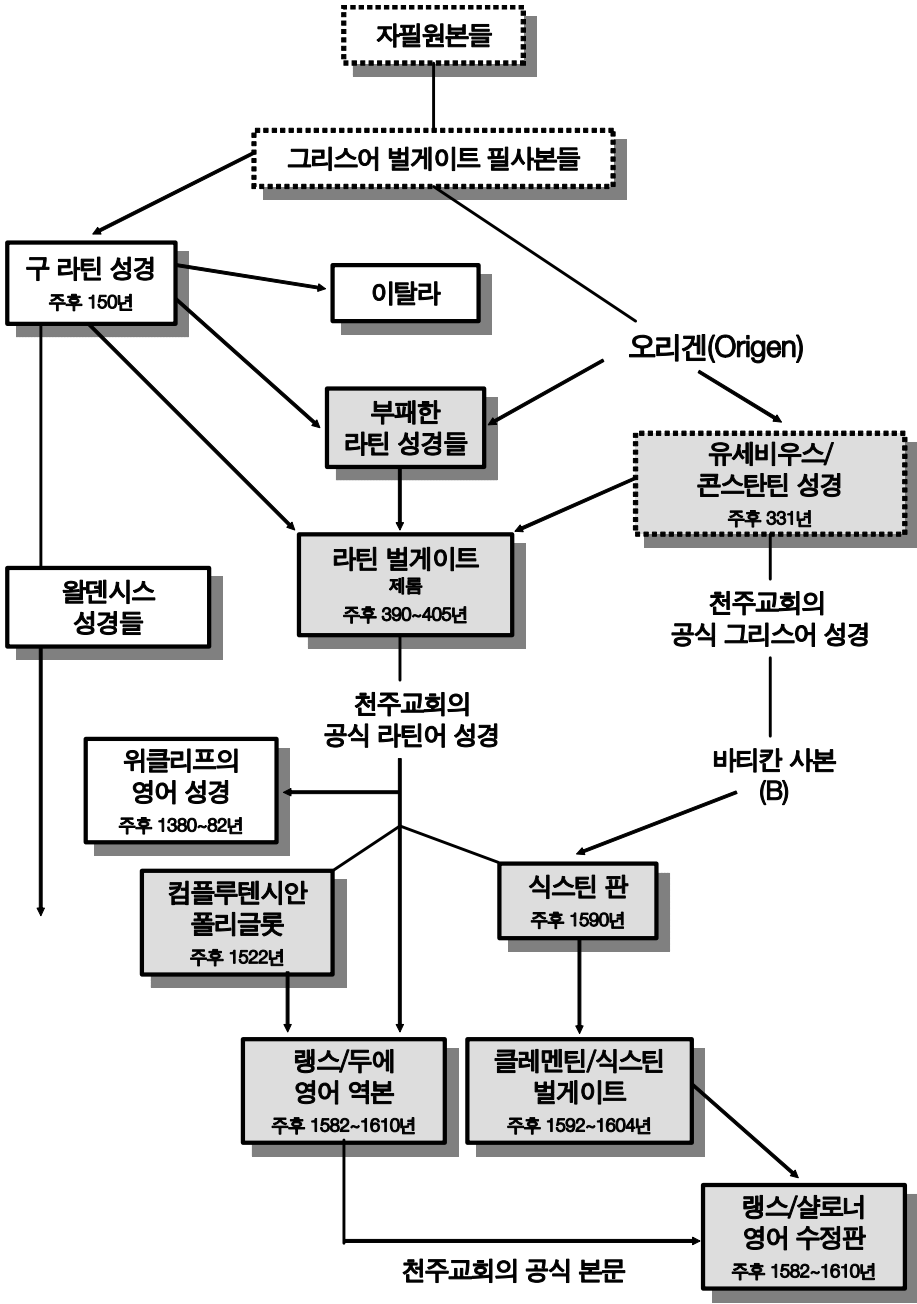 자필원본들
그리스어 벌게이트 필사본들
구 라틴 성경
주후 150년
이탈라
오리겐(Origen)
부패한
라틴 성경들
유세비우스/
콘스탄틴 성경
주후 331년
라틴 벌게이트
제롬
주후 390~405년
왈덴시스
성경들
천주교회의
공식 그리스어 성경
천주교회의
공식 라틴어 성경
위클리프의
영어 성경
주후 1380~82년
바티칸 사본
(B)
컴플루텐시안
폴리글롯
주후 1522년
식스틴 판
주후 1590년
랭스/두에
영어 역본
주후 1582~1610년
클레멘틴/식스틴
벌게이트
주후 1592~1604년
랭스/샬로너
영어 수정판
주후 1582~1610년
천주교회의 공식 본문